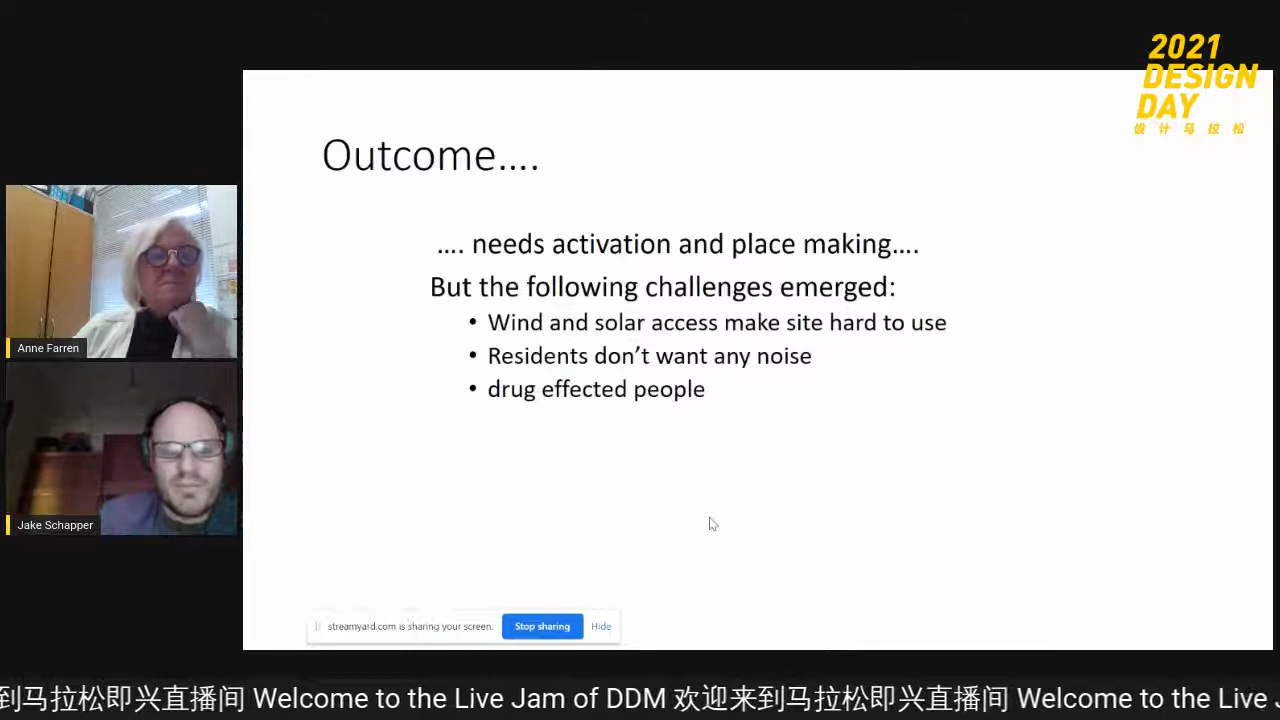 2021
DESIGN
DAY
设计马拉松
Outcome....
.... needs activation and place making....
But the following challenges emerged:
• Wind and solar access make site hard to use
• Residents don't want any noise
• drug effected people
Anne Farren
Jake Schapper
streamyard.com is sharing your screen. Stop sharing Hide
到马拉松即兴直播间 Welcome to the Live Jam of DDM 欢迎来到马拉松即兴直播间 Welcome to the Live J